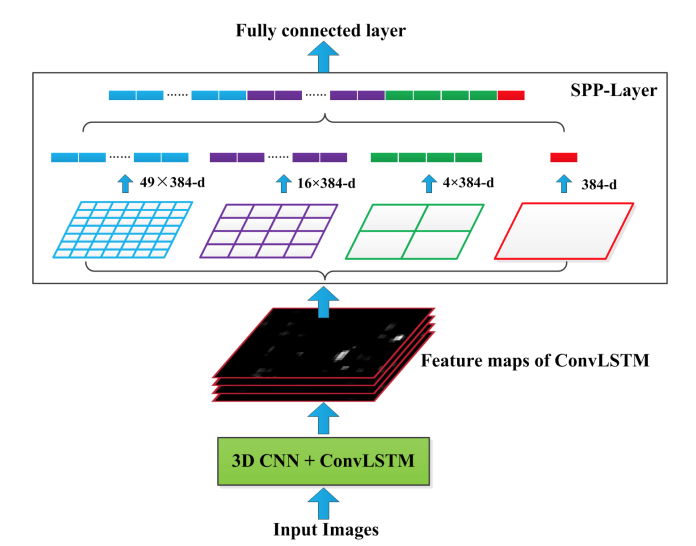 Fully connected layer
SPP-Layer
...... ......
...... ......
49×384-d 16×384-d 4×384-d 384-d
Feature maps of ConvLSTM
3D CNN + ConvLSTM
Input Images